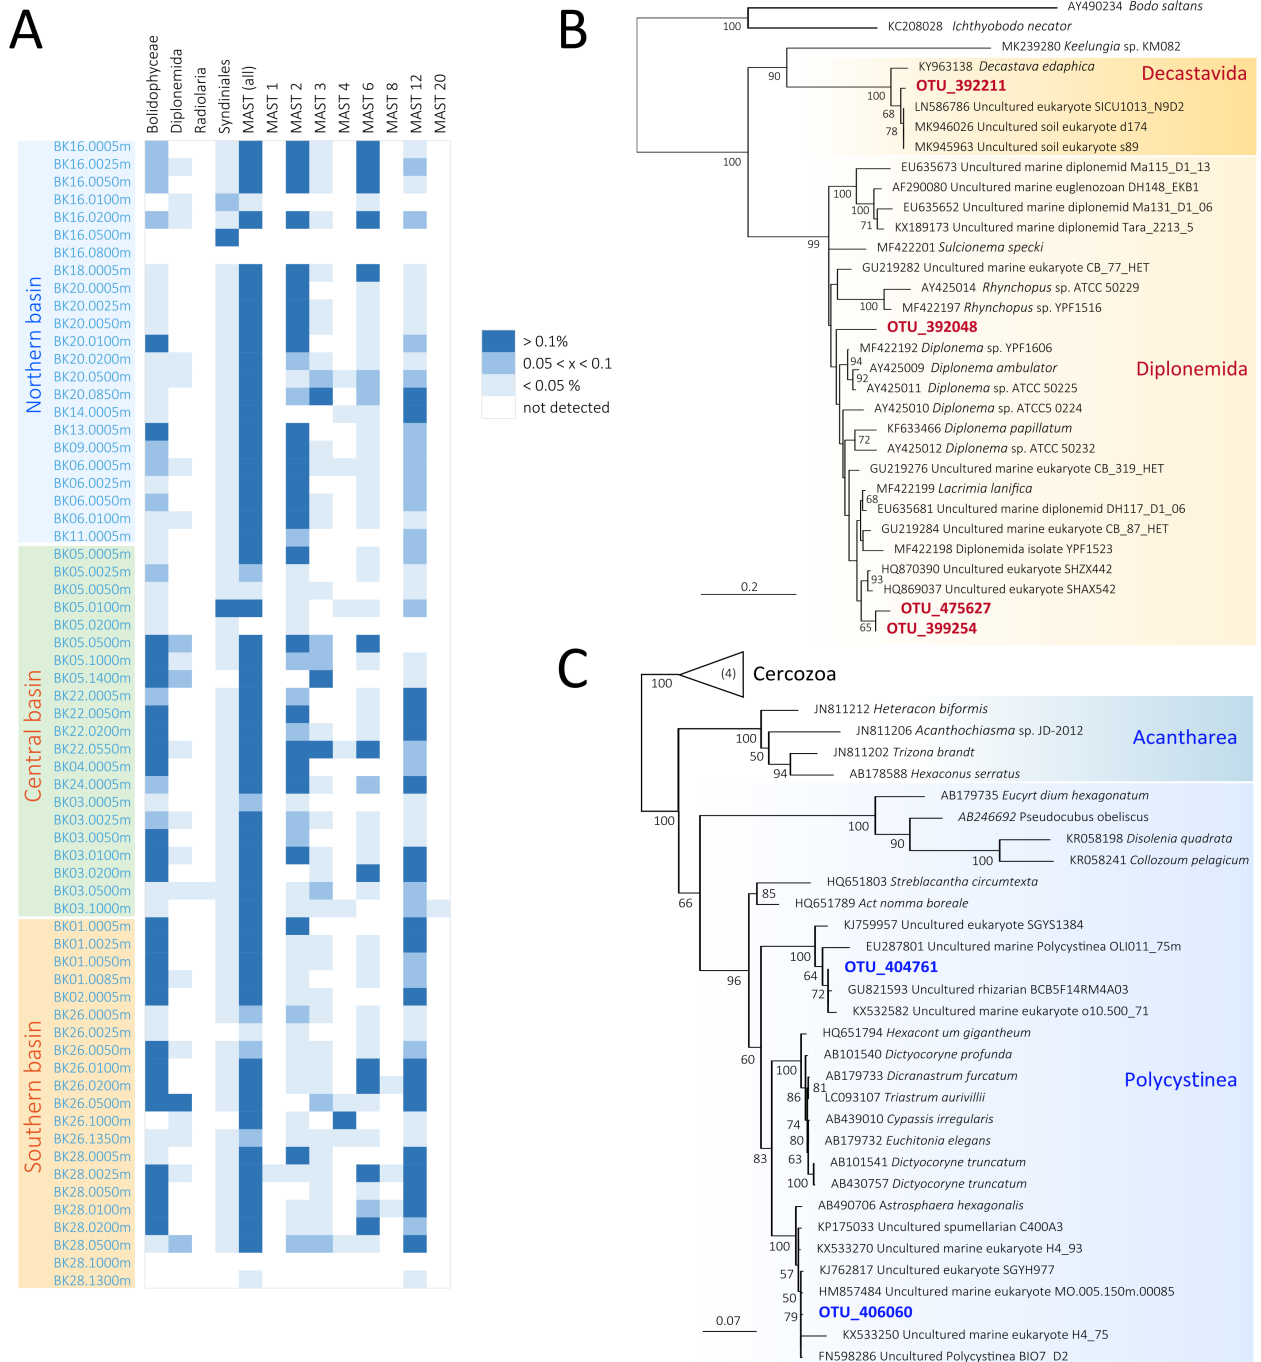 A
Bolidophyceae
Diplonemida
Radiolaria
Syndiniales
MAST (all)
MAST 1
MAST 2
MAST 3
MAST 4
MAST 6
MAST 8
MAST 12
MAST 20
Northern basin
BK16.0005m
BK16.0025m
BK16.0050m
BK16.0100m
BK16.0200m
BK16.0500m
BK16.0800m
BK18.0005m
BK20.0005m
BK20.0025m
BK20.0050m
BK20.0100m
BK20.0200m
BK20.0500m
BK20.0850m
BK14.0005m
BK13.0005m
BK09.0005m
BK06.0005m
BK06.0025m
BK06.0050m
BK06.0100m
BK11.0005m
Central basin
BK05.0005m
BK05.0025m
BK05.0050m
BK05.0100m
BK05.0200m
BK05.0500m
BK05.1000m
BK05.1400m
BK22.0005m
BK22.0050m
BK22.0200m
BK22.0550m
BK04.0005m
BK24.0005m
BK03.0005m
BK03.0025m
BK03.0050m
BK03.0100m
BK03.0200m
BK03.0500m
BK03.1000m
Southern basin
BK01.0005m
BK01.0025m
BK01.0050m
BK01.0085m
BK02.0005m
BK26.0005m
BK26.0025m
BK26.0050m
BK26.0100m
BK26.0200m
BK26.0500m
BK26.1000m
BK26.1350m
BK28.0005m
BK28.0025m
BK28.0050m
BK28.0100m
BK28.0200m
BK28.0500m
BK28.1000m
BK28.1300m
> 0.1%
0.05 < x < 0.1
< 0.05 %
not detected
B
AY490234 Bodo saltans
100
KC208028 Ichthyobodo necator
MK239280 Keelungia sp. KM082
90
KY963138 Decastava edaphica
Decastavida
OTU_392211
100
LN586786 Uncultured eukaryote SICU1013_N9D2
68
MK946026 Uncultured soil eukaryote d174
78
MK945963 Uncultured soil eukaryote s89
100
EU635673 Uncultured marine diplonemid Ma115_D1_13
AF290080 Uncultured marine euglenozoan DH148_EKB1
100
EU635652 Uncultured marine diplonemid Ma131_D1_06
100
KX189173 Uncultured marine diplonemid Tara_2213_5
71
99
MF422201 Sulcionema specki
GU219282 Uncultured marine eukaryote CB_77_HET
AY425014 Rhynchopus sp. ATCC 50229
100
MF422197 Rhynchopus sp. YPF1516
OTU_392048
MF422192 Diplonema sp. YPF1606
94
AY425009 Diplonema ambulator
Diplonemida
92
AY425011 Diplonema sp. ATCC 50225
AY425010 Diplonema sp. ATCC5 0224
KF633466 Diplonema papillatum
72
AY425012 Diplonema sp. ATCC 50232
GU219276 Uncultured marine eukaryote CB_319_HET
MF422199 Lacrimia lanifica
68
EU635681 Uncultured marine diplonemid DH117_D1_06
GU219284 Uncultured marine eukaryote CB_87_HET
MF422198 Diplonemida isolate YPF1523
HQ870390 Uncultured eukaryote SHZX442
93
HQ869037 Uncultured eukaryote SHAX542
0.2
OTU_475627
65
OTU_399254
C
100
(4)
Cercozoa
JN811212 Heteracon biformis
JN811206 Acanthochiasma sp. JD-2012
100
Acantharea
50
JN811202 Trizona brandt
94
AB178588 Hexaconus serratus
AB179735 Eucyrt dium hexagonatum
100
AB246692 Pseudocubus obeliscus
100
90
KR058198 Disolenia quadrata
100
KR058241 Collozoum pelagicum
HQ651803 Streblacantha circumtexta
85
66
HQ651789 Act nomma boreale
KJ759957 Uncultured eukaryote SGYS1384
EU287801 Uncultured marine Polycystinea OLI011_75m
100
OTU_404761
64
96
GU821593 Uncultured rhizarian BCB5F14RM4A03
72
KX532582 Uncultured marine eukaryote o10.500_71
HQ651794 Hexacont um gigantheum
60
AB101540 Dictyocoryne profunda
100
AB179733 Dicranastrum furcatum
Polycystinea
81
86
LC093107 Triastrum aurivillii
AB439010 Cypassis irregularis
74
AB179732 Euchitonia elegans
80
63
AB101541 Dictyocoryne truncatum
83
100
AB430757 Dictyocoryne truncatum
AB490706 Astrosphaera hexagonalis
KP175033 Uncultured spumellarian C400A3
100
KX533270 Uncultured marine eukaryote H4_93
KJ762817 Uncultured eukaryote SGYH977
57
HM857484 Uncultured marine eukaryote MO.005.150m.00085
50
OTU_406060
79
0.07
KX533250 Uncultured marine eukaryote H4_75
FN598286 Uncultured Polycystinea BIO7_D2